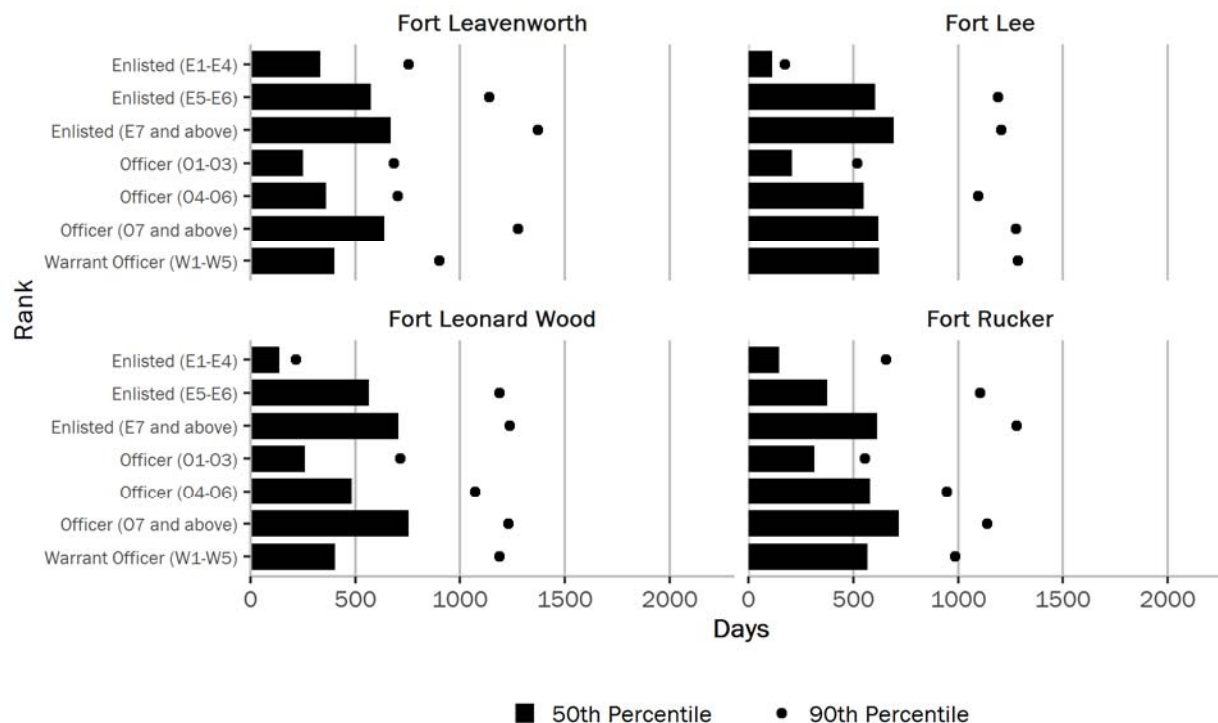 Fort Leavenworth
Fort Lee
Enlisted (E1-E4)
Enlisted (E5-E6)
Enlisted (E7 and above)
Officer (O1-O3)
Officer (O4-O6)
Officer (O7 and above)
Warrant Officer (W1-W5)
Rank
Fort Leonard Wood
Fort Rucker
Enlisted (E1-E4)
Enlisted (E5-E6)
Enlisted (E7 and above)
Officer (O1-O3)
Officer (O4-O6)
Officer (O7 and above)
Warrant Officer (W1-W5)
0 500 1000 1500 2000
0 500 1000 1500 2000
Days
50th Percentile
90th Percentile